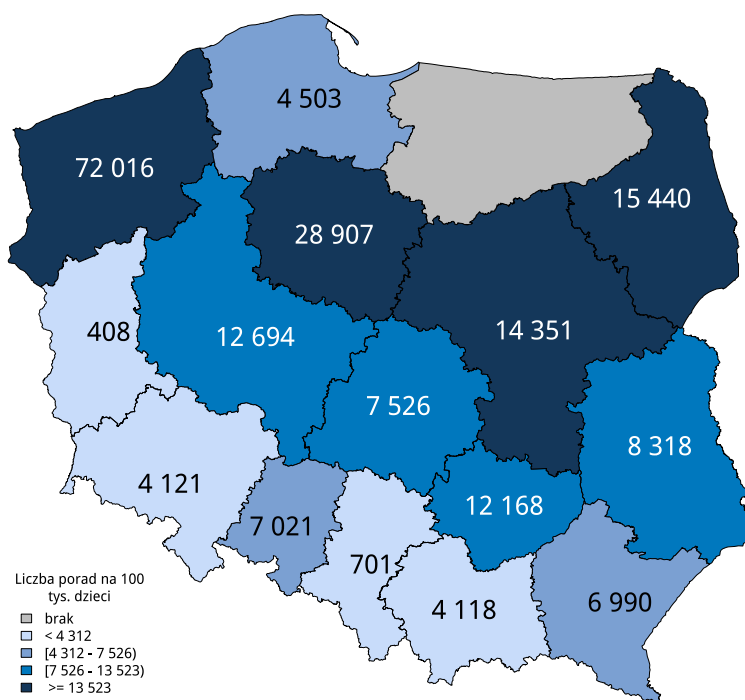 4 503
72 016
15 440
28 907
408
12 694
14 351
7 526
8 318
4 121
12 168
7 021
701
6 990
4 118
Liczba porad na 100
tys. dzieci
brak
< 4 312
[4 312 - 7 526)
[7 526 - 13 523)
>= 13 523